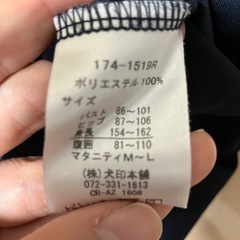 174-1519R
ポリエステル100%
サイズ
バスト 86～101
ヒップ 87～106
身長 154～162
腹囲 81～110
マタニティM～L
(株) 犬印本舗
072-331-1613
CR-AZ 1608